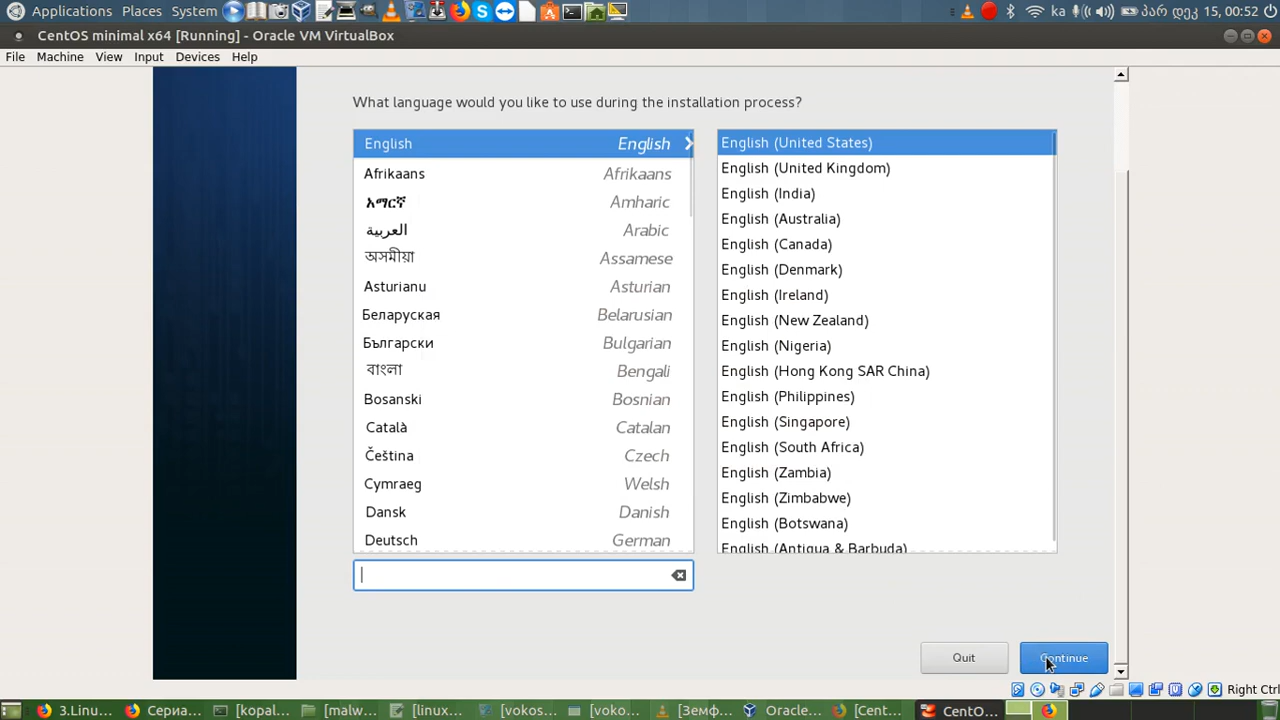 Applications Places System ka პარ დეკ 15, 00:52
CentOS minimal x64 [Running] - Oracle VM VirtualBox
File Machine View Input Devices Help
What language would you like to use during the installation process?
English English
Afrikaans Afrikaans
አማርኛ Amharic
العربية Arabic
অসমীয়া Assamese
Asturianu Asturian
Беларуская Belarusian
Български Bulgarian
বাংলা Bengali
Bosanski Bosnian
Català Catalan
Čeština Czech
Cymraeg Welsh
Dansk Danish
Deutsch German
English (United States)
English (United Kingdom)
English (India)
English (Australia)
English (Canada)
English (Denmark)
English (Ireland)
English (New Zealand)
English (Nigeria)
English (Hong Kong SAR China)
English (Philippines)
English (Singapore)
English (South Africa)
English (Zambia)
English (Zimbabwe)
English (Botswana)
English (Antigua & Barbuda)
Quit Continue
Right Ctrl
3.Linu... Сериа... [kopal... [malw... [linux... [vokos... [voko... [Земф... Oracle... [Cent... CentO...